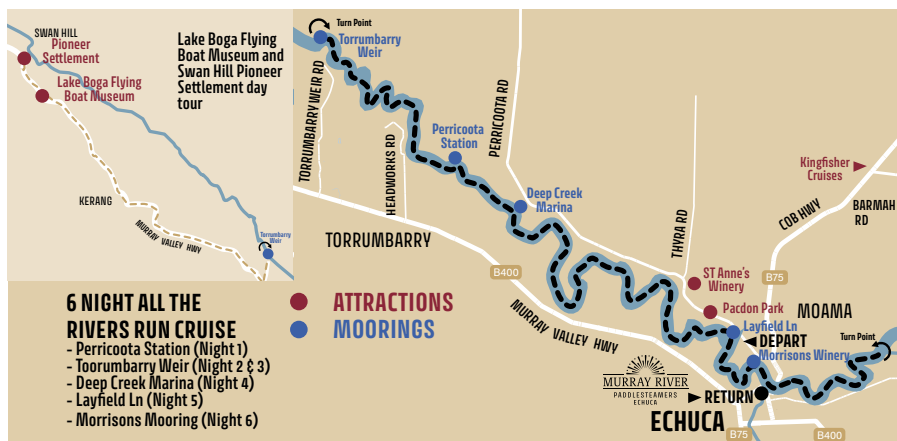 SWAN HILL
Pioneer
Settlement
Lake Boga Flying
Boat Museum
KERANG
MURRAY VALLEY HWY
Torrumbarry
Weir
Lake Boga Flying
Boat Museum and
Swan Hill Pioneer
Settlement day
tour
Turn Point
Torrumbarry
Weir
TORRUMBARRY WEIR RD
HEADWORKS RD
PERRICOOTA RD
Perricoota
Station
Deep Creek
Marina
TORRUMBARRY
B400
MURRAY VALLEY HWY
THYRA RD
Kingfisher
Cruises
BARMAH
RD
COB HWY
B75
ST Anne's
Winery
Pacdon Park
MOAMA
Layfield Ln
DEPART
Morrisons Winery
Turn Point
RETURN
MURRAY RIVER
PADDLESTEAMERS
ECHUCA
ECHUCA
B75
B400
6 NIGHT ALL THE
RIVERS RUN CRUISE
- Perricoota Station (Night 1)
- Toorumbarry Weir (Night 2 & 3)
- Deep Creek Marina (Night 4)
- Layfield Ln (Night 5)
- Morrisons Mooring (Night 6)
ATTRACTIONS
MOORINGS